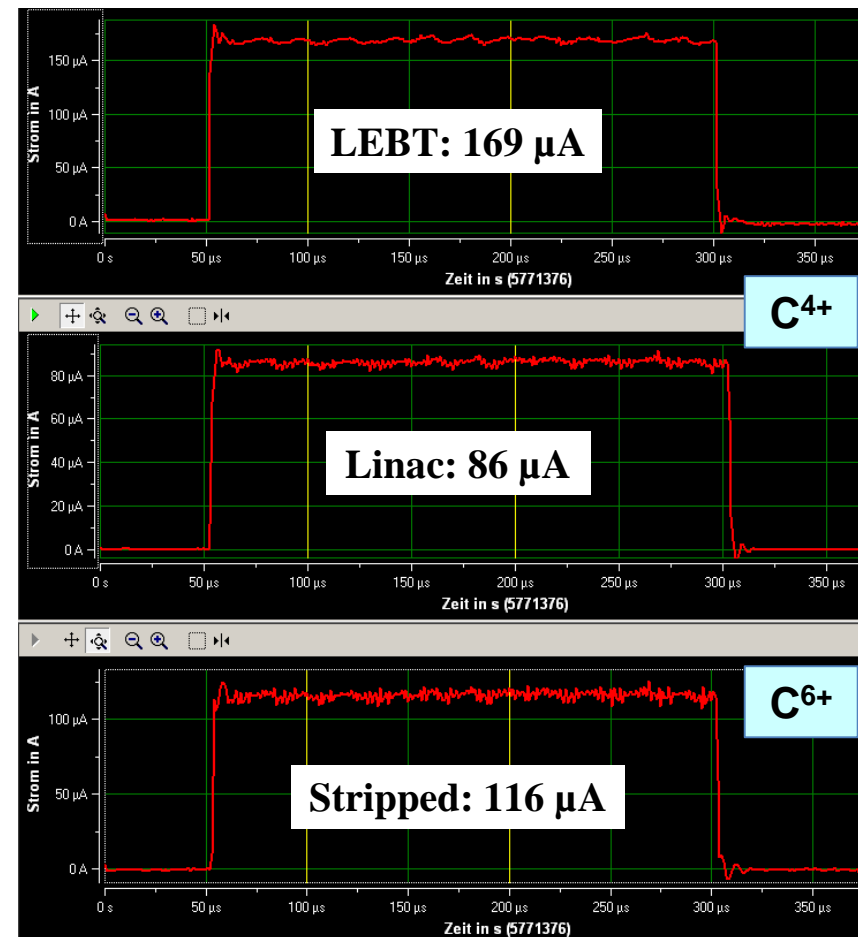 150 µA
100 µA
50 µA
0 A
Strom in A
LEBT: 169 µA
0 s 50 µs 100 µs 150 µs 200 µs 250 µs 300 µs 350 µs
Zeit in s (5771376)
C4+
80 µA
60 µA
40 µA
20 µA
0 A
Strom in A
Linac: 86 µA
0 s 50 µs 100 µs 150 µs 200 µs 250 µs 300 µs 350 µs
Zeit in s (5771376)
C6+
100 µA
50 µA
0 A
Strom in A
Stripped: 116 µA
0 s 50 µs 100 µs 150 µs 200 µs 250 µs 300 µs 350 µs
Zeit in s (5771376)